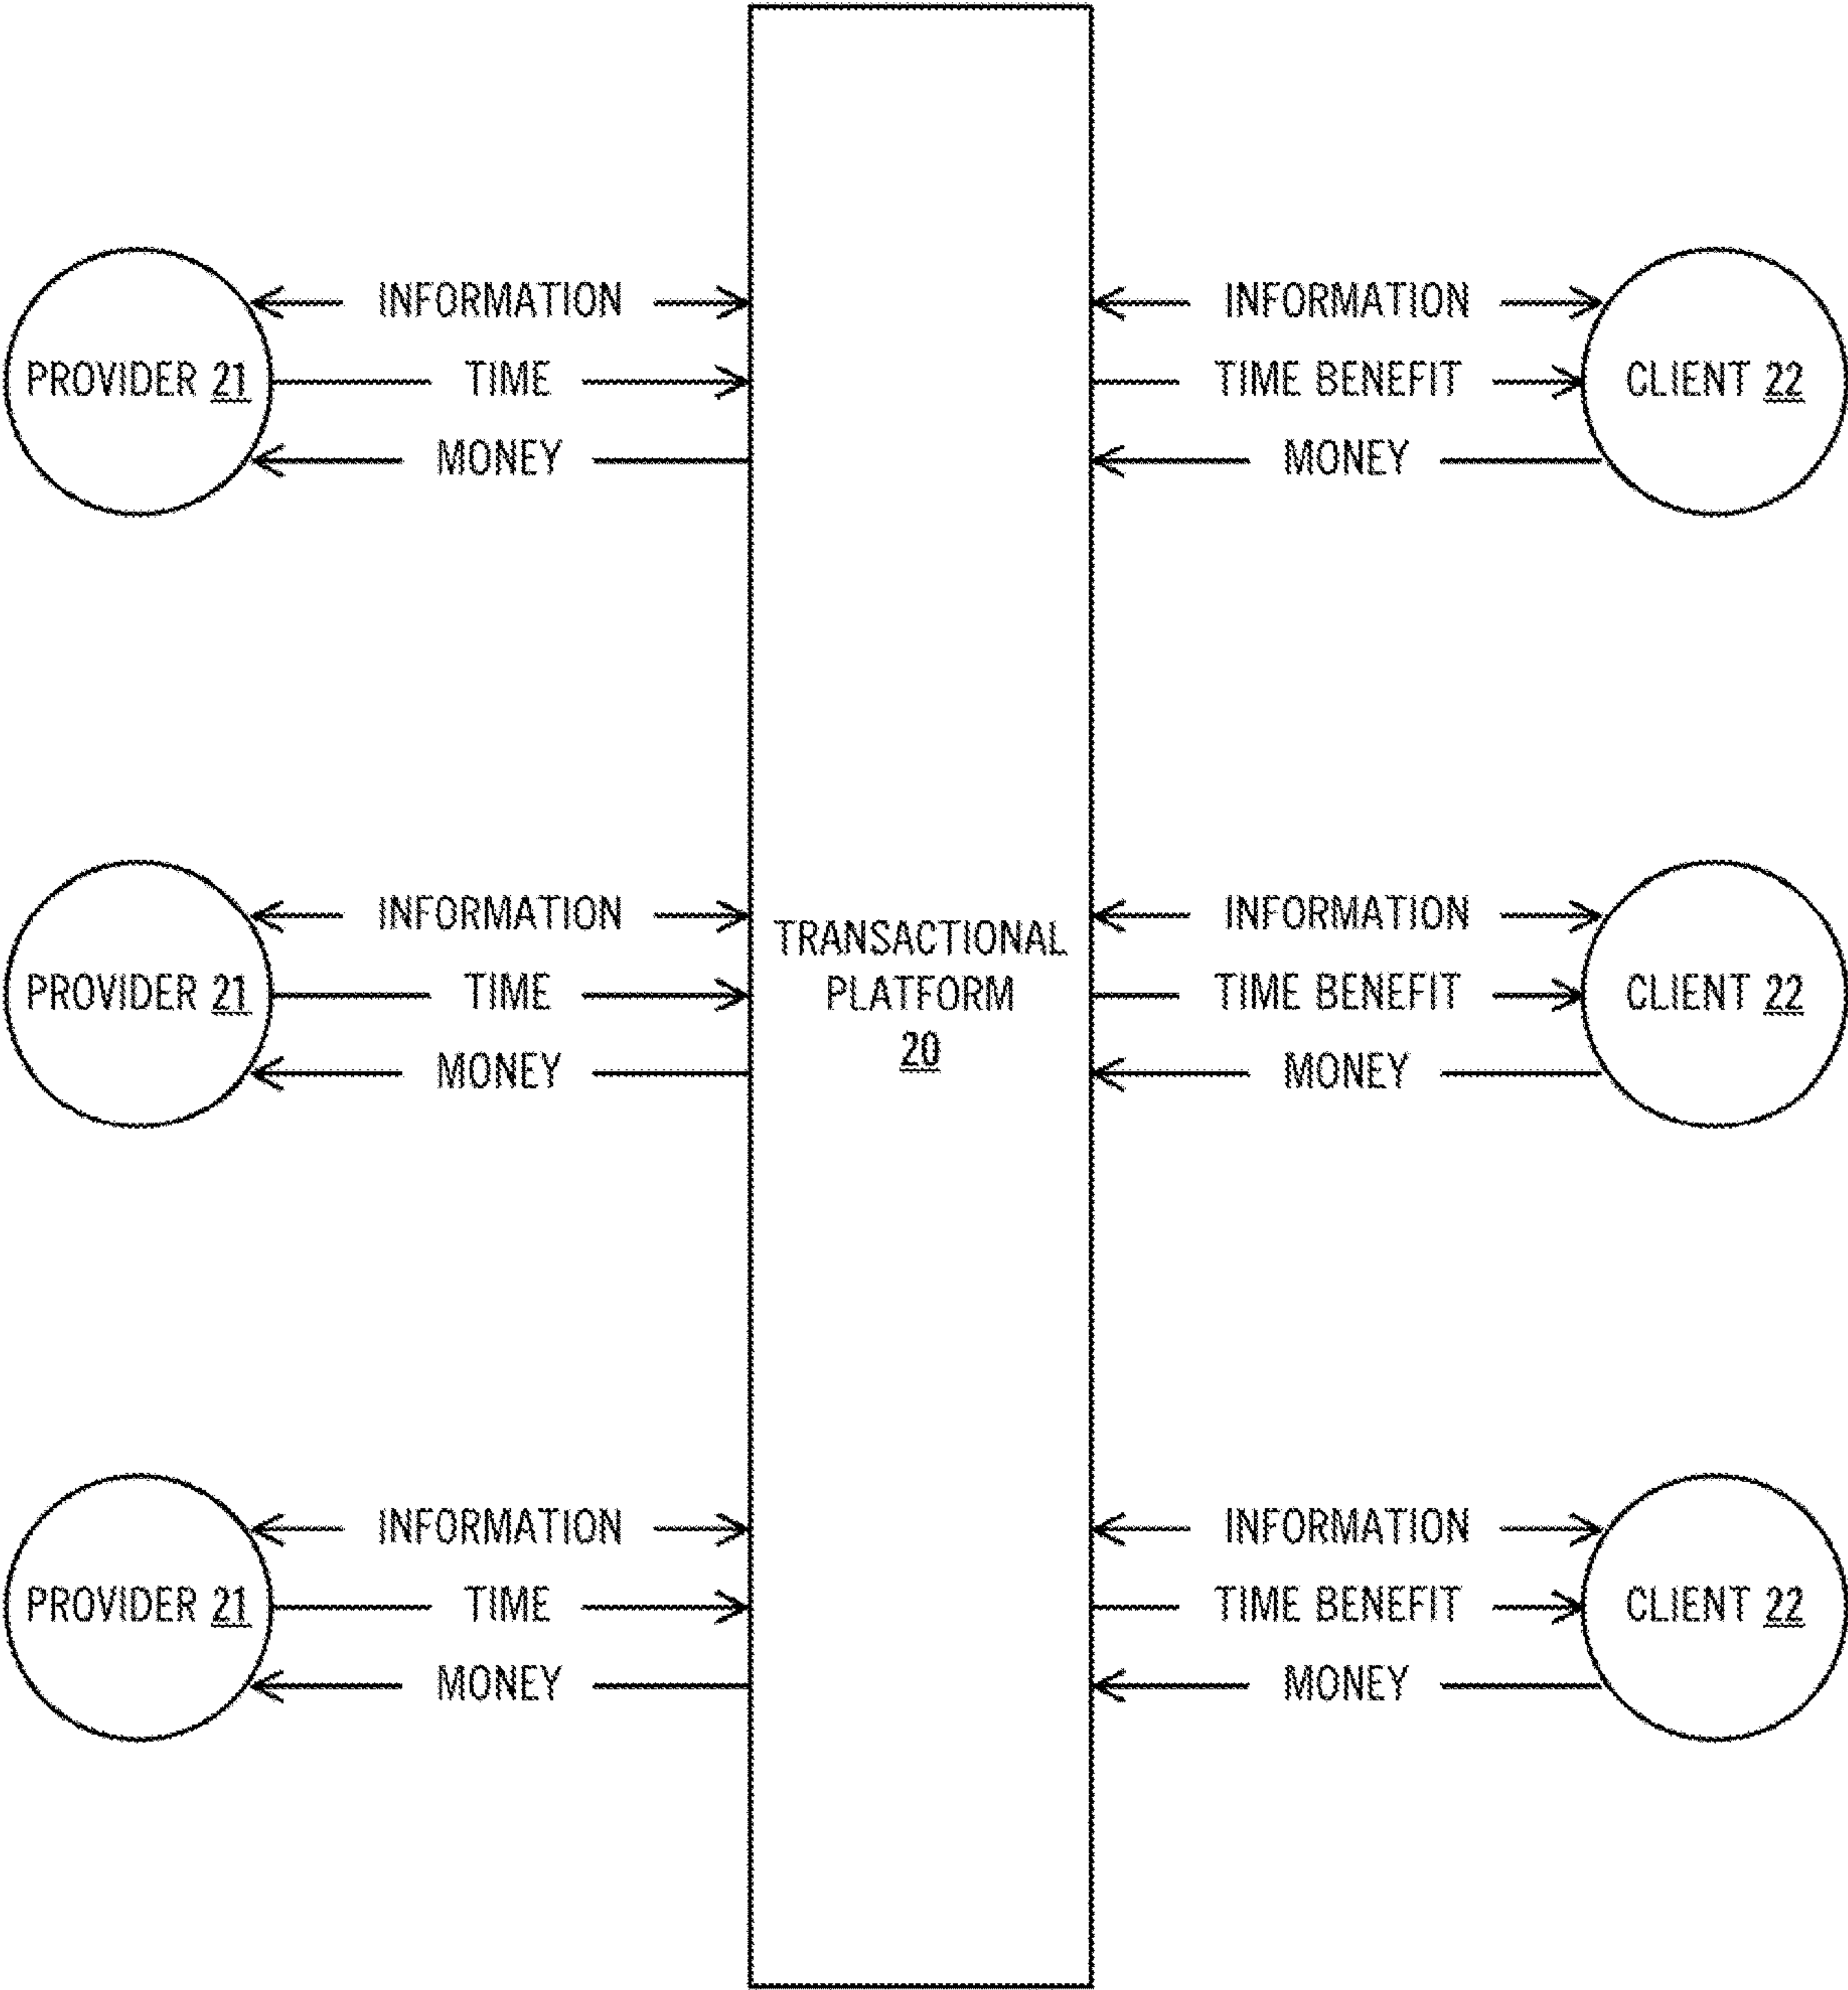 INFORMATION
INFORMATION
PROVIDER 21
TIME
TIME BENEFIT
CLIENT 22
MONEY
MONEY
INFORMATION
INFORMATION
TRANSACTIONAL
PROVIDER 21
TIME
PLATFORM
TIME BENEFIT
CLIENT 22
20
MONEY
MONEY
INFORMATION
INFORMATION
PROVIDER 21
TIME
TIME BENEFIT
CLIENT 22
MONEY
MONEY